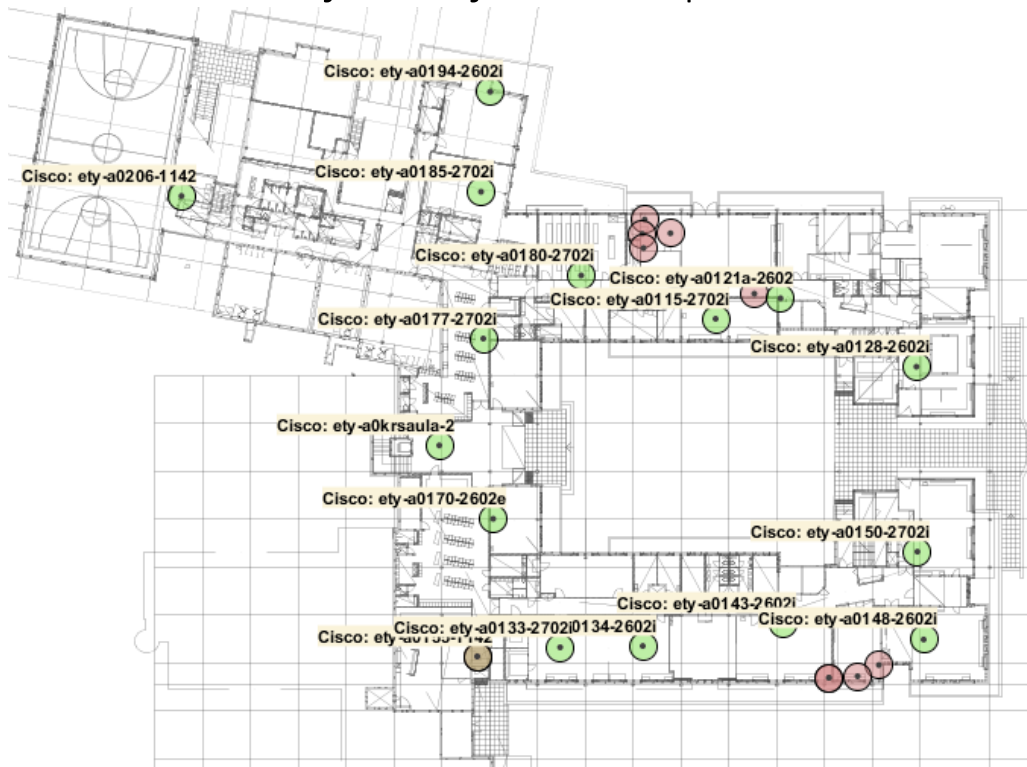 Cisco: ety-a0194-2602i
Cisco: ety-a0206-1142
Cisco: ety-a0185-2702i
Cisco: ety-a0180-2702i
Cisco: ety-a0121a-2602
Cisco: ety-a0115-2702i
Cisco: ety-a0177-2702i
Cisco: ety-a0128-2602i
Cisco: ety-a0krsaula-2
Cisco: ety-a0170-2602e
Cisco: ety-a0150-2702i
Cisco: ety-a0143-2602i
Cisco: ety-a0148-2602i
Cisco: ety-a0133-2702i
0134-2602i
Cisco: